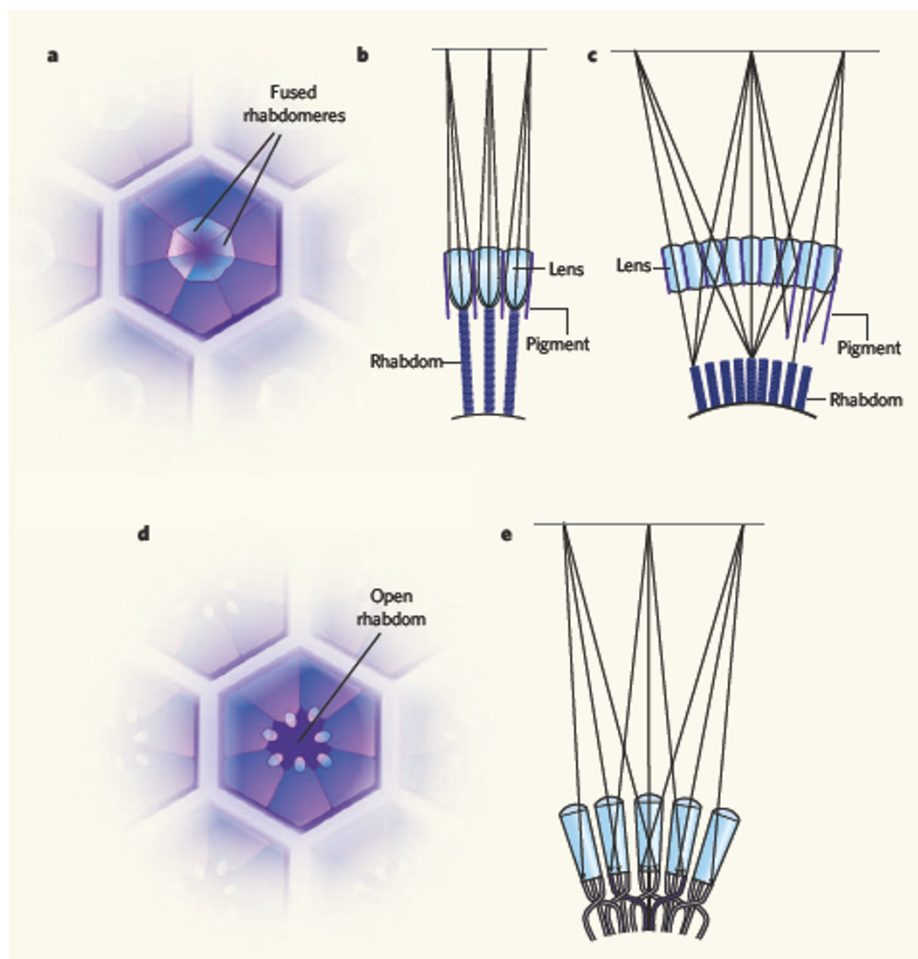 a
b
c
Fused
rhabdomeres
Lens
Pigment
Rhabdom
Lens
Pigment
Rhabdom
d
e
Open
rhabdom